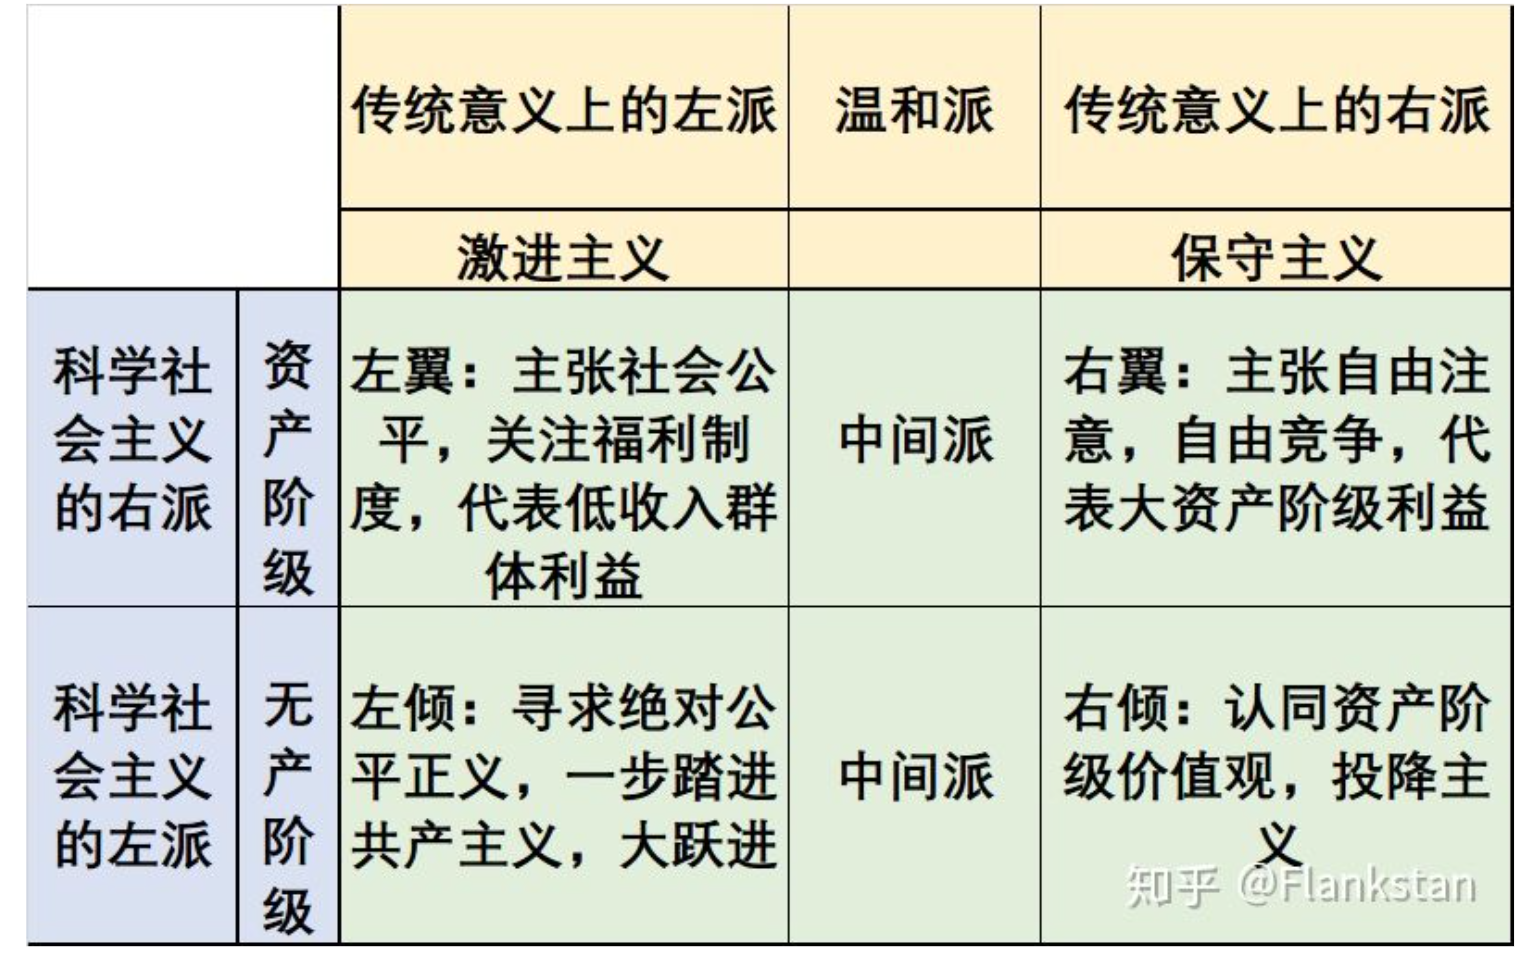 传统意义上的左派
温和派
传统意义上的右派
激进主义
保守主义
科学社
会主义
的右派
资
产
阶
级
左翼：主张社会公
平，关注福利制
度，代表低收入群
体利益
中间派
右翼：主张自由注
意，自由竞争，代
表大资产阶级利益
科学社
会主义
的左派
无
产
阶
级
左倾：寻求绝对公
平正义，一步踏进
共产主义，大跃进
中间派
右倾：认同资产阶
级价值观，投降主
义
知乎 @Flankstan